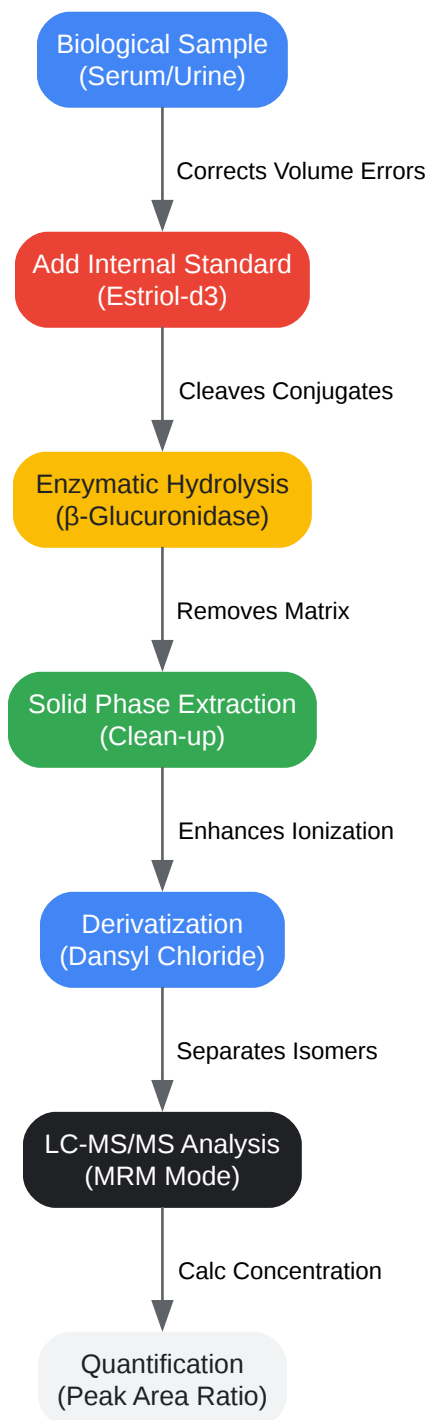 Biological Sample
(Serum/Urine)
Corrects Volume Errors
Add Internal Standard
(Estriol-d3)
Cleaves Conjugates
Enzymatic Hydrolysis
(β-Glucuronidase)
Removes Matrix
Solid Phase Extraction
(Clean-up)
Enhances Ionization
Derivatization
(Dansyl Chloride)
Separates Isomers
LC-MS/MS Analysis
(MRM Mode)
Calc Concentration
Quantification
(Peak Area Ratio)